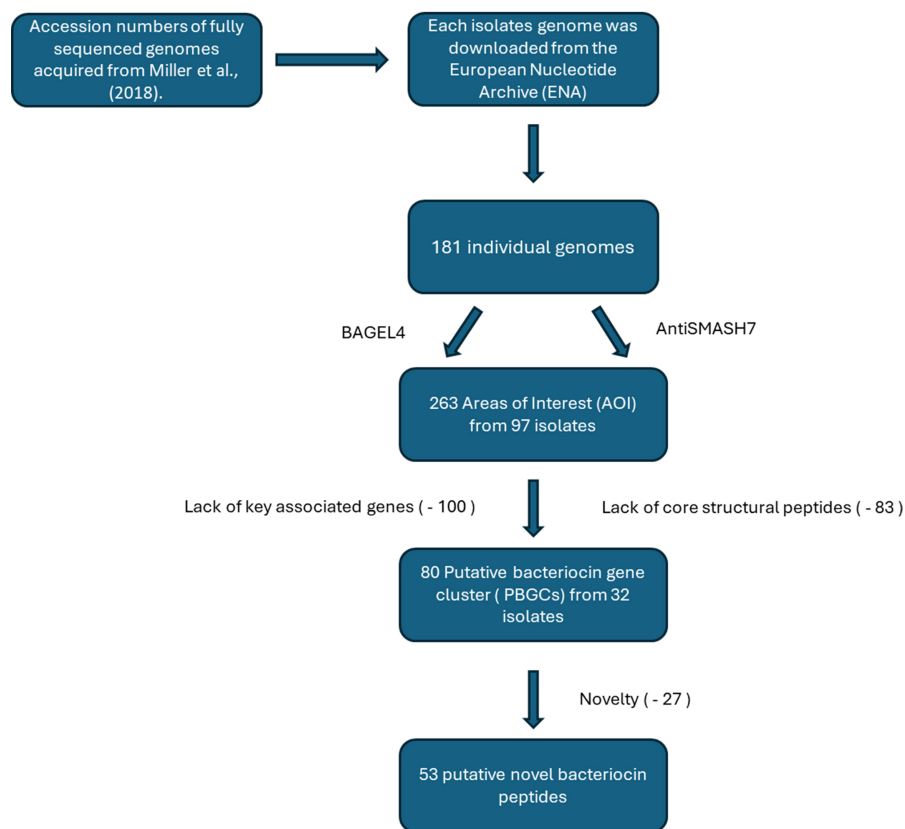 Accession numbers of fully
sequenced genomes
acquired from Miller et al.,
(2018).
Each isolates genome was
downloaded from the
European Nucleotide
Archive (ENA)
181 individual genomes
BAGEL4
AntiSMASH7
263 Areas of Interest (AOI)
from 97 isolates
Lack of key associated genes ( - 100 )
Lack of core structural peptides ( - 83 )
80 Putative bacteriocin gene
cluster ( PBGCs) from 32
isolates
Novelty ( - 27 )
53 putative novel bacteriocin
peptides